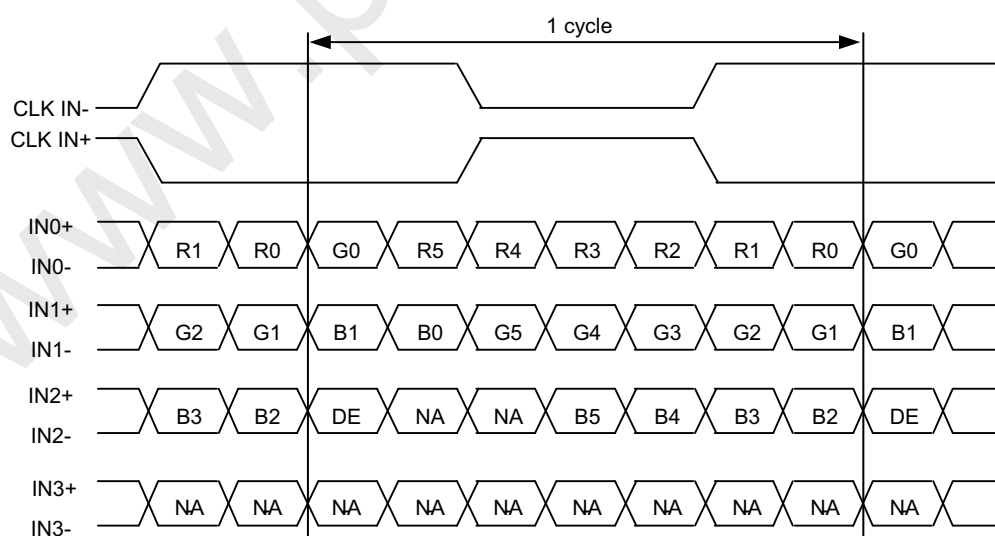 1 cycle
CLK IN-
CLK IN+
IN0+
R1 R0 G0 R5 R4 R3 R2 R1 R0 G0
IN0-
IN1+
G2 G1 B1 B0 G5 G4 G3 G2 G1 B1
IN1-
IN2+
B3 B2 DE NA NA B5 B4 B3 B2 DE
IN2-
IN3+
NA NA NA NA NA NA NA NA NA NA
IN3-
www.p